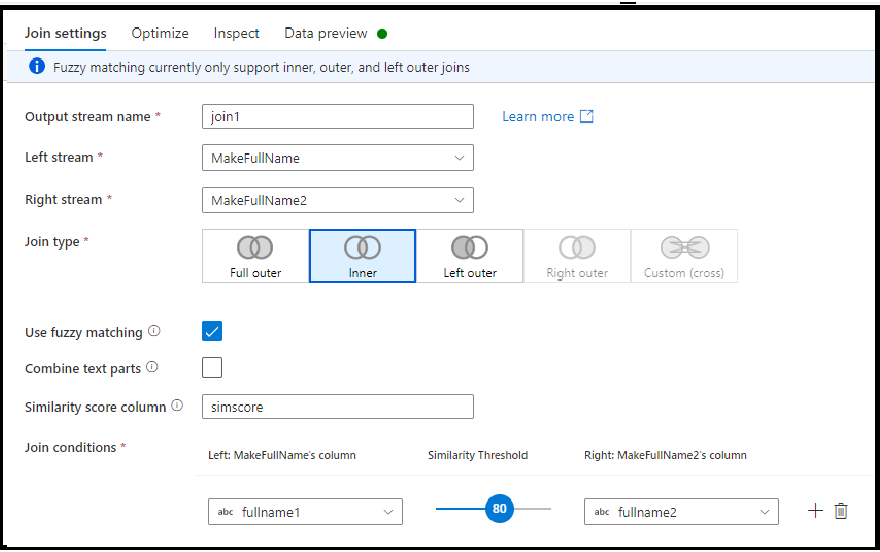 Join settings Optimize Inspect Data preview
Fuzzy matching currently only support inner, outer, and left outer joins
Output stream name * join1 Learn more
Left stream * MakeFullName
Right stream * MakeFullName2
Join type *
Full outer Inner Left outer Right outer Custom (cross)
Use fuzzy matching
Combine text parts
Similarity score column simscore
Join conditions * Left: MakeFullName's column Similarity Threshold Right: MakeFullName2's column
abc fullname1 80 abc fullname2